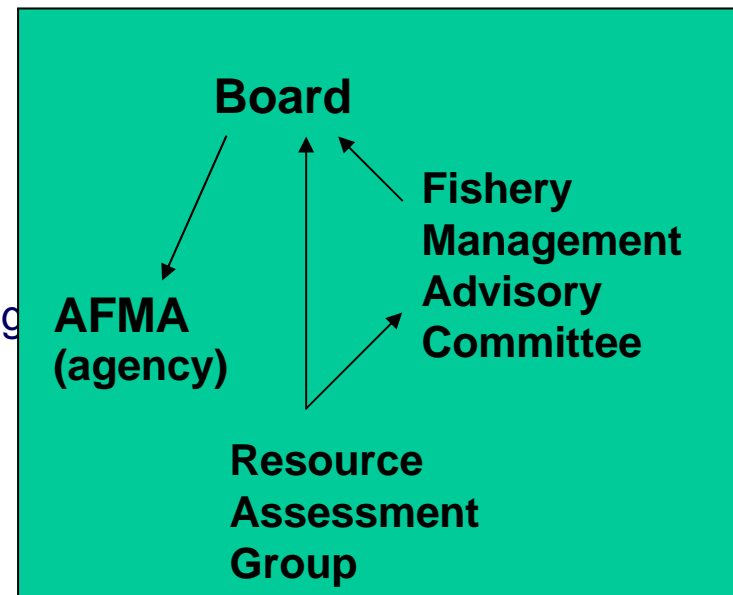 Board
Fishery
Management
Advisory
Committee
g
AFMA
(agency)
Resource
Assessment
Group